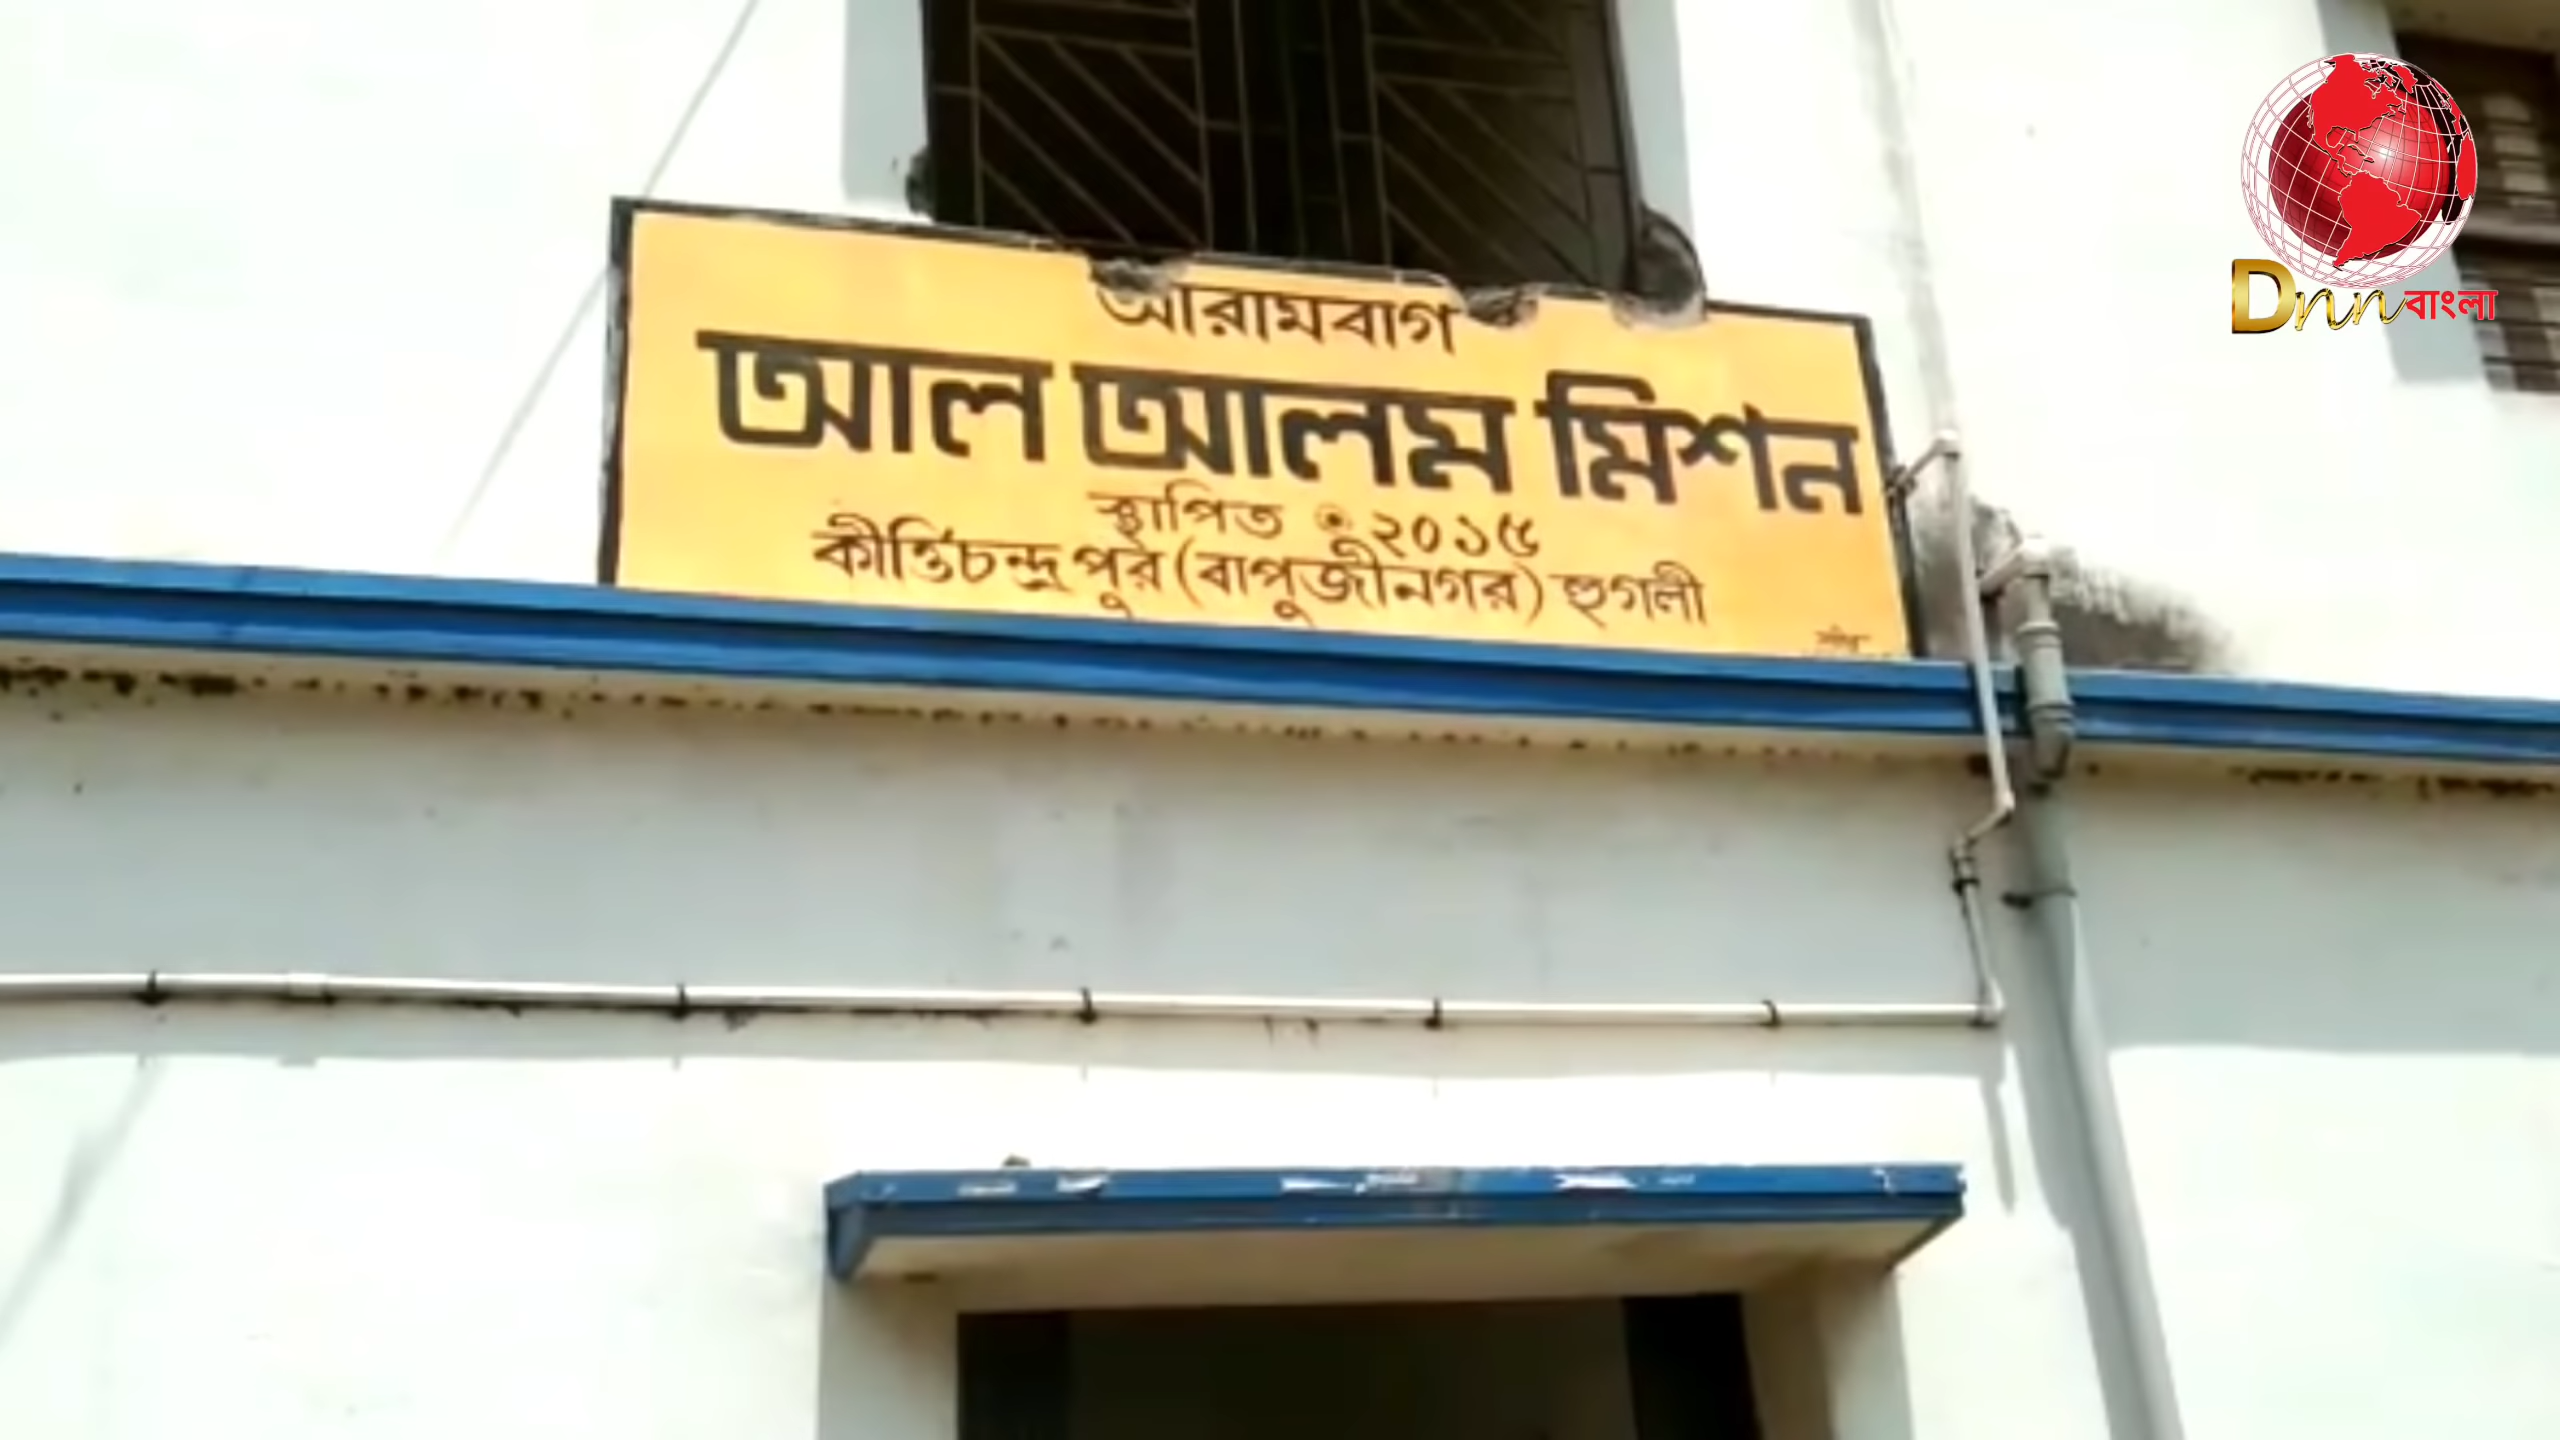 আরামবাগ
আল আলম মিশন
স্থাপিত : ২০১৫
কীর্ত্তিচন্দ্রপুর (বাপুজীনগর) হুগলী
Dnn বাংলা